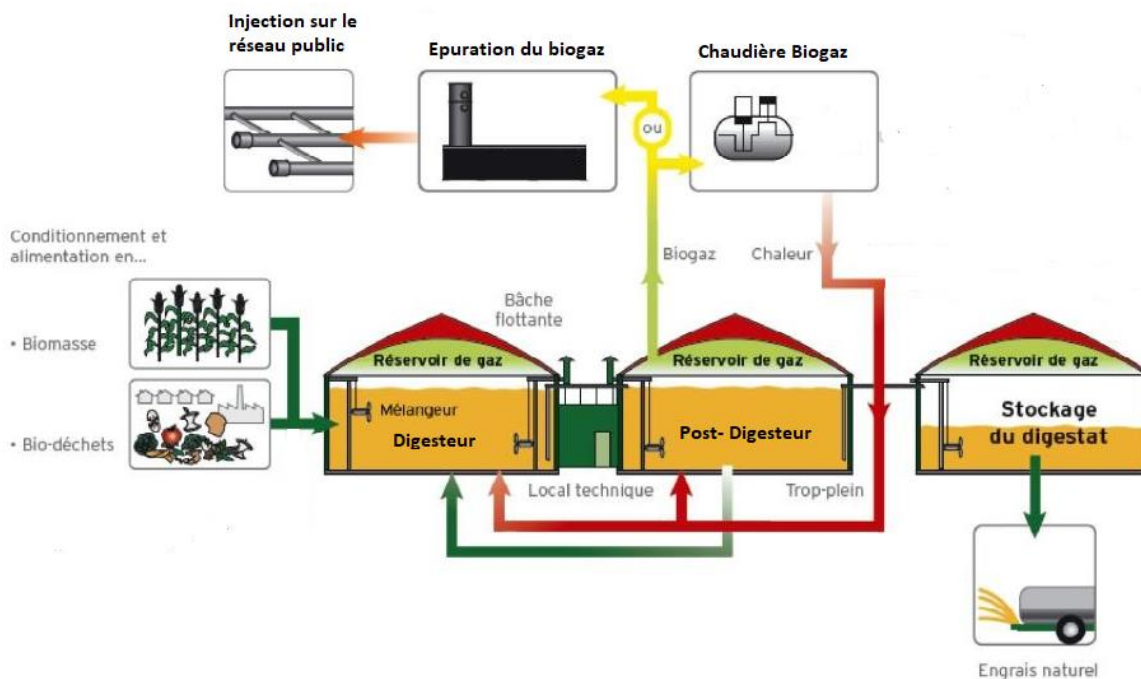 Injection sur le
réseau public
Epuration du biogaz
Chaudière Biogaz
ou
Conditionnement et
alimentation en...
Biogaz
Chaleur
Bâche
flottante
• Biomasse
Réservoir de gaz
Réservoir de gaz
Réservoir de gaz
Mélangeur
• Bio-déchets
Digesteur
Post- Digesteur
Stockage
du digestat
Local technique
Trop-plein
Engrais naturel